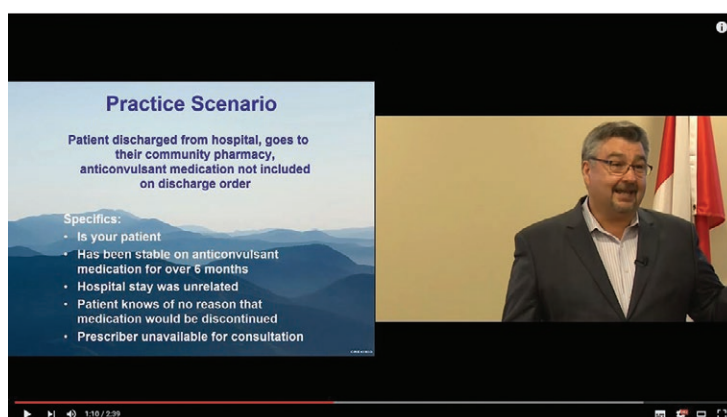 Practice Scenario
Patient discharged from hospital, goes to
their community pharmacy,
anticonvulsant medication not included
on discharge order
Specifics:
• Is your patient
• Has been stable on anticonvulsant
medication for over 6 months
• Hospital stay was unrelated
• Patient knows of no reason that
medication would be discontinued
• Prescriber unavailable for consultation
1:10 / 2:39